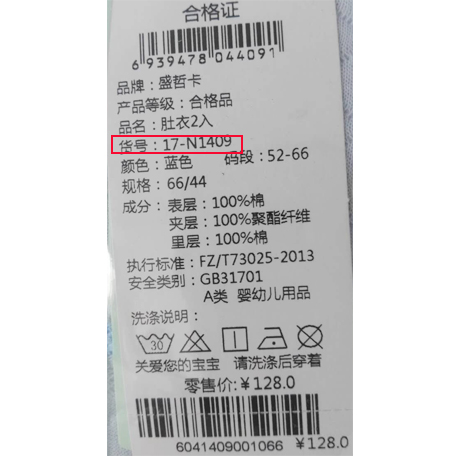 合格证
6 939478 044091
品牌：盛哲卡
产品等级：合格品
品名：肚衣2入
货号：17-N1409
颜色：蓝色 码段：52-66
规格：66/44
成分：表层：100%棉
夹层：100%聚酯纤维
里层：100%棉
执行标准：FZ/T73025-2013
安全类别：GB31701
A类 婴幼儿用品
洗涤说明：
30
关爱您的宝宝 请洗涤后穿着
零售价:￥128.0
6041409001066 ￥128.0